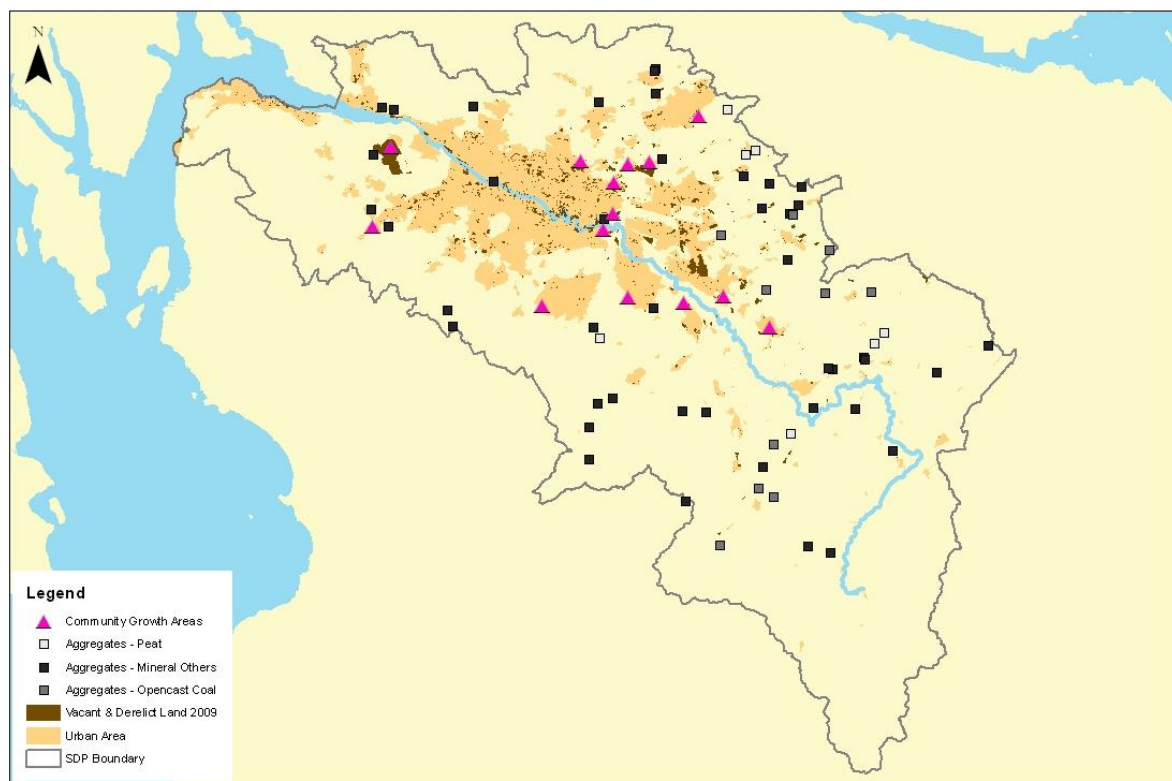 N
Legend
Community Growth Areas
Aggregates - Peat
Aggregates - Mineral Others
Aggregates - Opencast Coal
Vacant & Derelict Land 2009
Urban Area
SDP Boundary